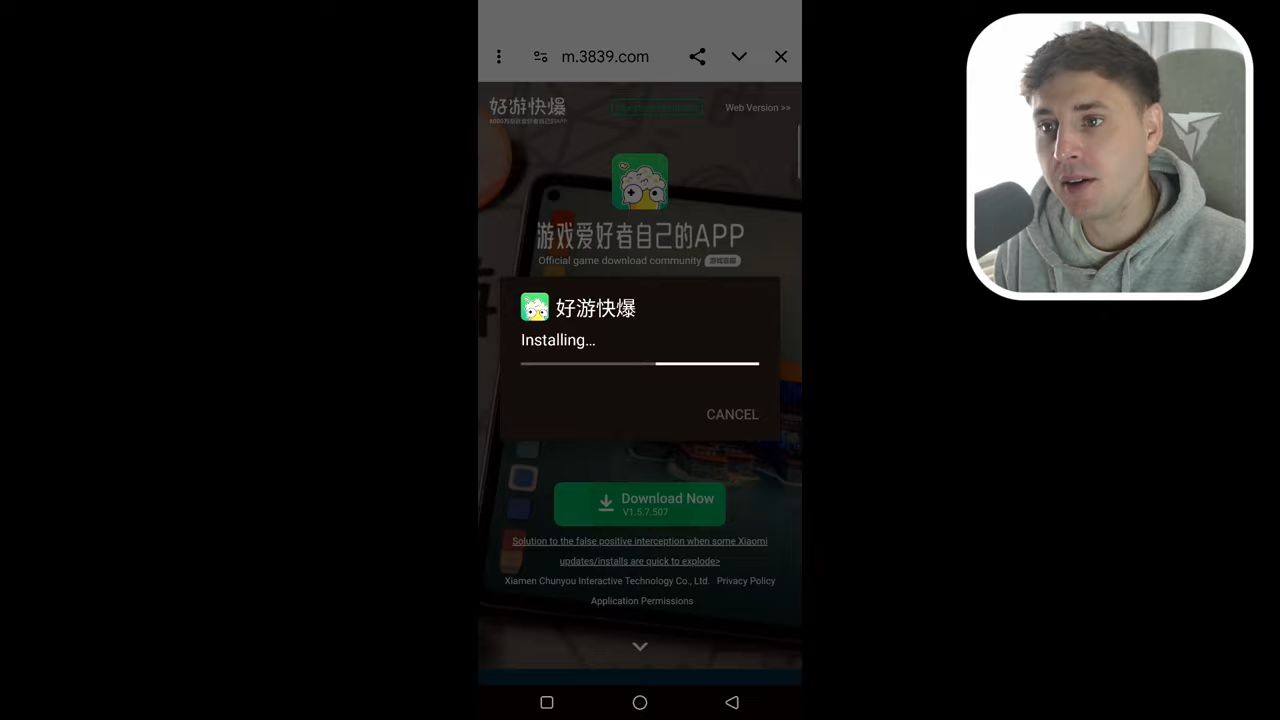 m.3839.com
好游快爆
Web Version >>
游戏爱好者自己的APP
Official game download community
好游快爆
Installing…
CANCEL
Download Now
V1.5.7.507
Solution to the false positive interception when some Xiaomi
updates/installs are quick to explode>
Xiamen Chunyou Interactive Technology Co., Ltd. Privacy Policy
Application Permissions